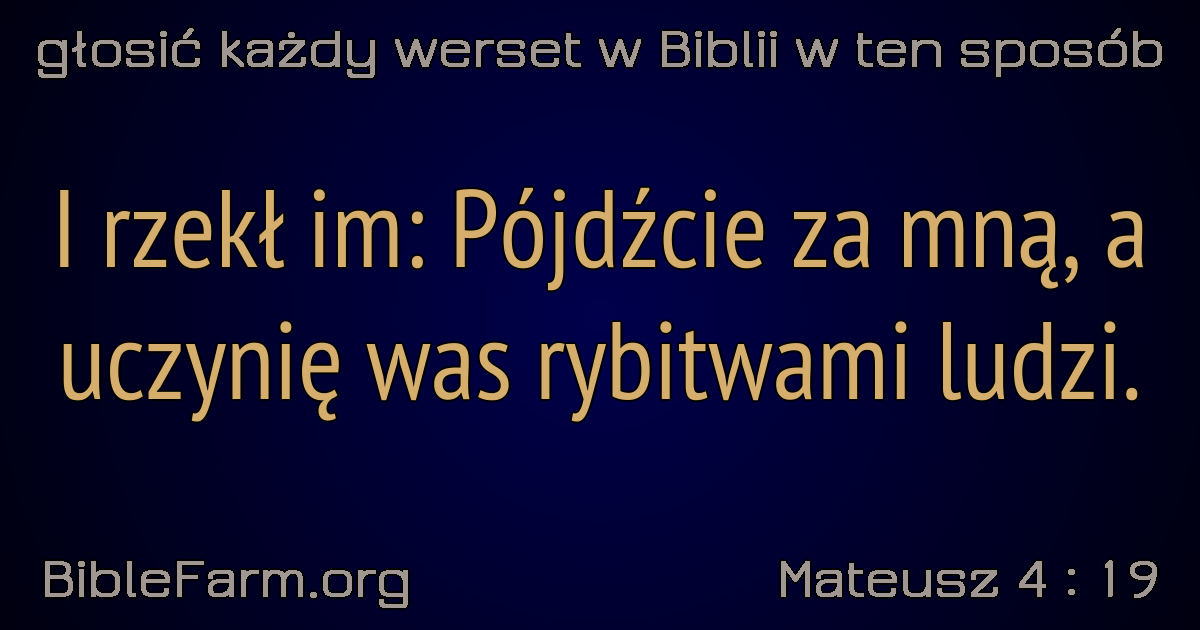 głosić każdy werset w Biblii w ten sposób
I rzekł im: Pójdźcie za mną, a
uczynię was rybitwami ludzi.
BibleFarm.org
Mateusz 4 : 19